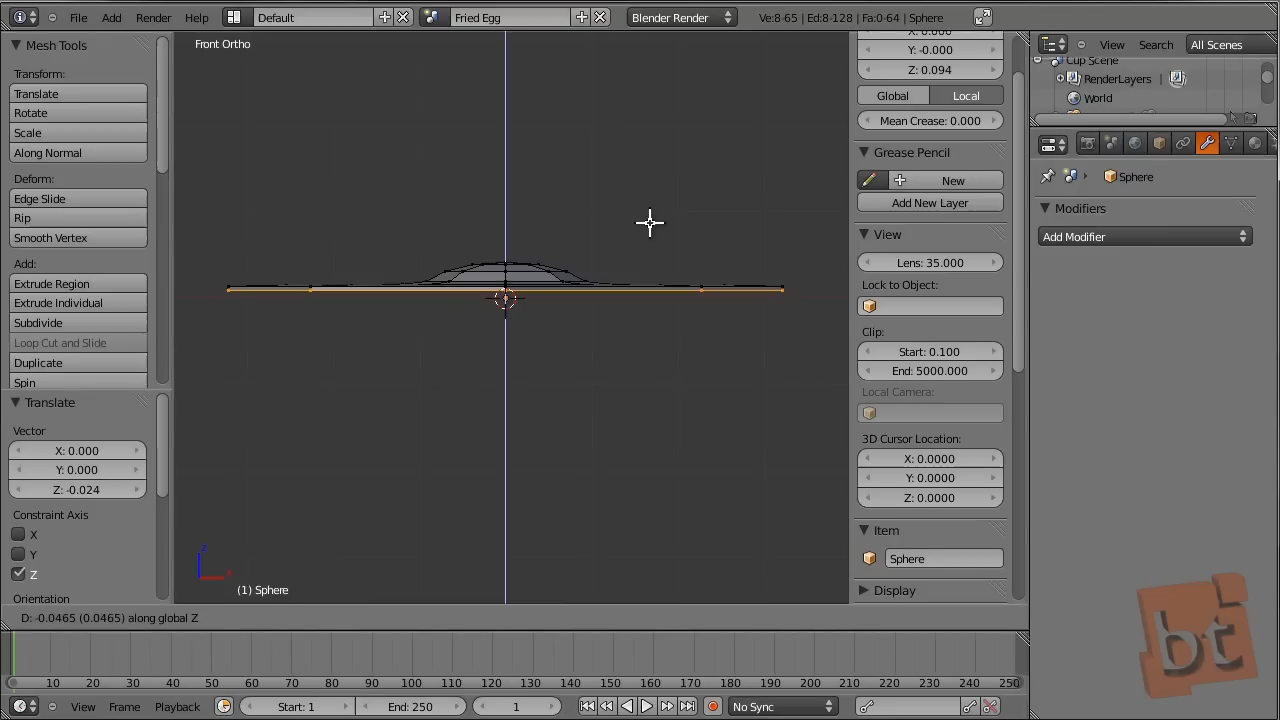 File
Add
Render
Help
Default
Fried Egg
Blender Render
Ve:8-65 | Ed:8-128 | Fa:0-64 | Sphere
Mesh Tools
Transform:
Translate
Rotate
Scale
Along Normal
Deform:
Edge Slide
Rip
Smooth Vertex
Add:
Extrude Region
Extrude Individual
Subdivide
Loop Cut and Slide
Duplicate
Spin
Translate
Vector
X: 0.000
Y: 0.000
Z: -0.024
Constraint Axis
X
Y
Z
Orientation
Front Ortho
z
(1) Sphere
D: -0.0465 (0.0465) along global Z
X: 0.000
Y: -0.000
Z: 0.094
Global
Local
Mean Crease: 0.000
Grease Pencil
New
Add New Layer
View
Lens: 35.000
Lock to Object:
Clip:
Start: 0.100
End: 5000.000
Local Camera:
3D Cursor Location:
X: 0.0000
Y: 0.0000
Z: 0.0000
Item
Sphere
Display
View
Search
All Scenes
Cup Scene
RenderLayers |
World
Sphere
Modifiers
Add Modifier
bt
10 20 30 40 50 60 70 80 90 100 110 120 130 140 150 160 170 180 190 200 210 220 230 240 250
View
Frame
Playback
Start: 1
End: 250
1
No Sync